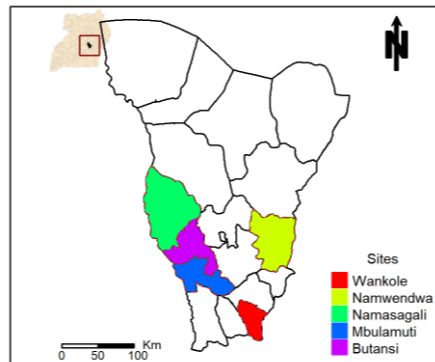 N
Sites
Wankole
Namwendwa
Namasagali
Mbulamuti
Butansi
0 50 100 Km